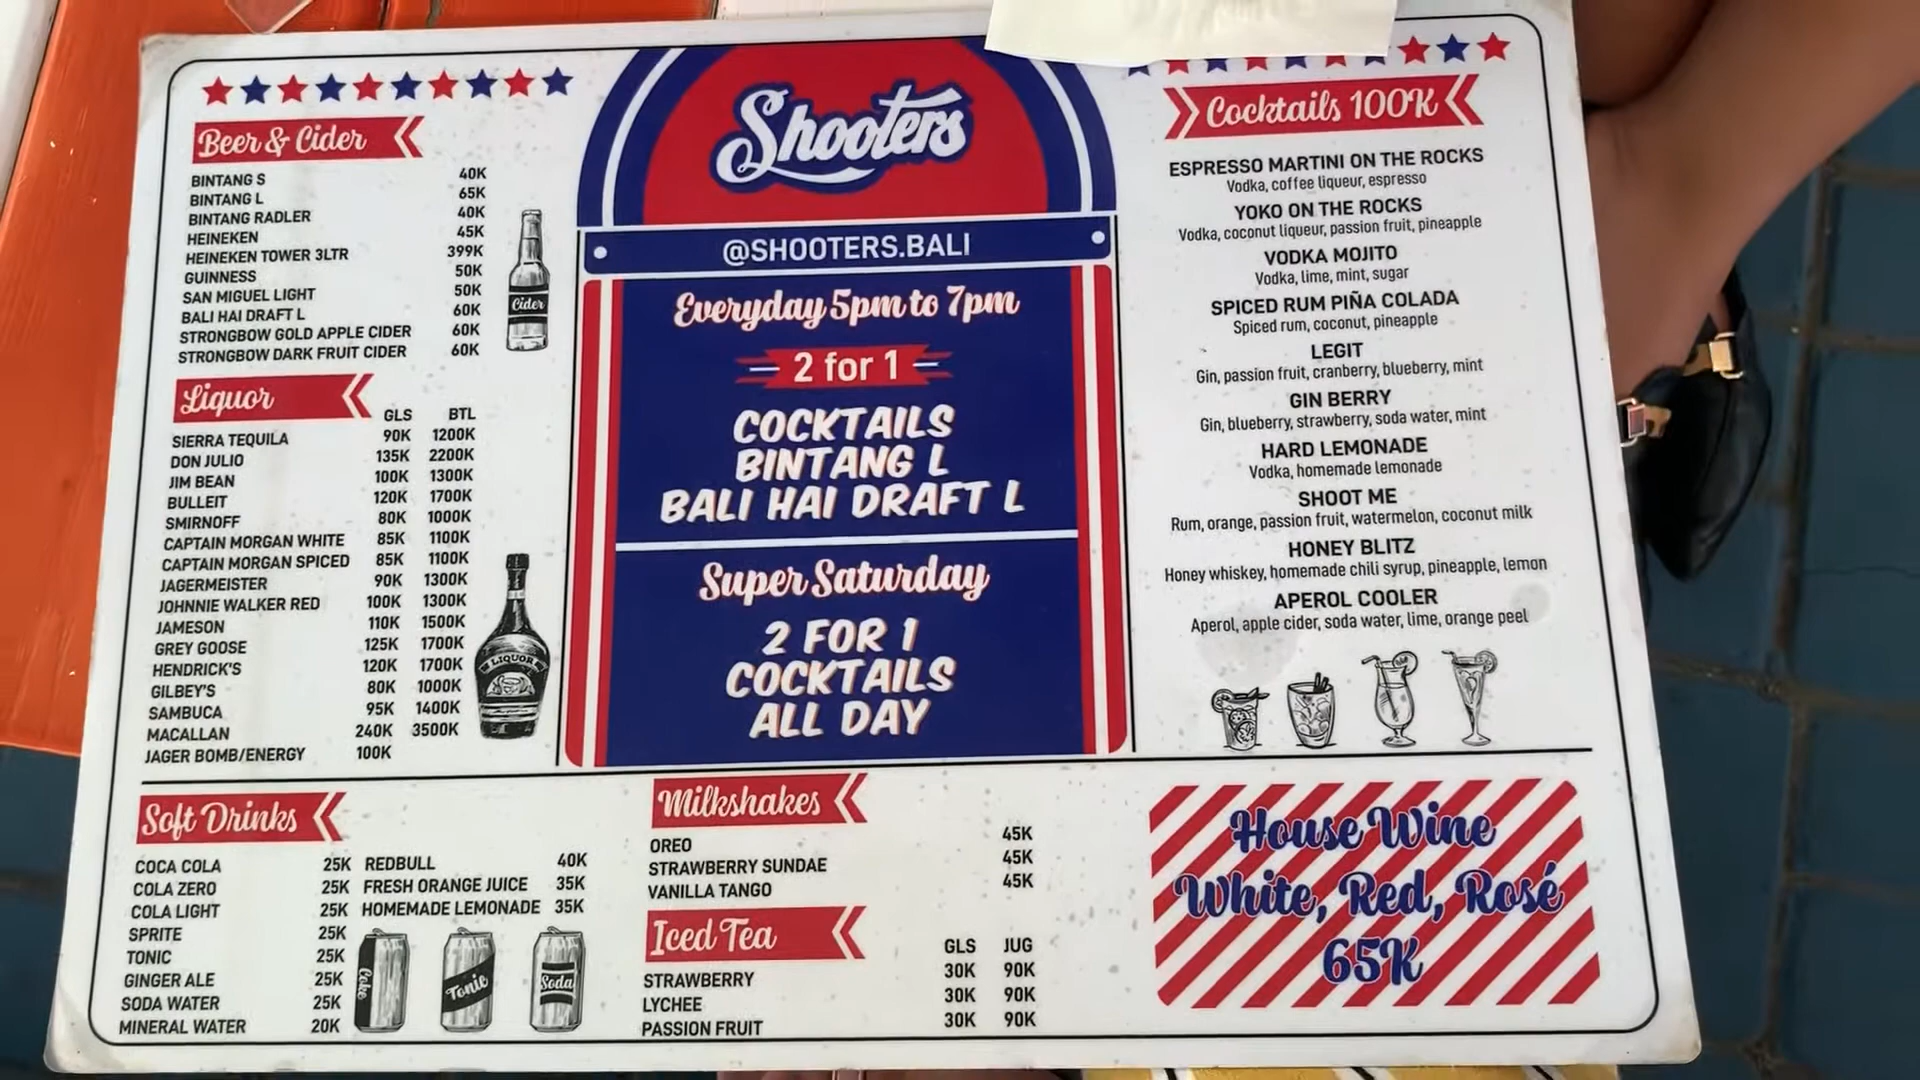 Beer & Cider
BINTANG S 40K
BINTANG L 65K
BINTANG RADLER 40K
HEINEKEN 45K
HEINEKEN TOWER 3LTR 399K
GUINNESS 50K
SAN MIGUEL LIGHT 50K
BALI HAI DRAFT L 60K
STRONGBOW GOLD APPLE CIDER 60K
STRONGBOW DARK FRUIT CIDER 60K
Cider
Liquor
GLS BTL
SIERRA TEQUILA 90K 1200K
DON JULIO 135K 2200K
JIM BEAN 100K 1300K
BULLEIT 120K 1700K
SMIRNOFF 80K 1000K
CAPTAIN MORGAN WHITE 85K 1100K
CAPTAIN MORGAN SPICED 85K 1100K
JAGERMEISTER 90K 1300K
JOHNNIE WALKER RED 100K 1300K
JAMESON 110K 1500K
GREY GOOSE 125K 1700K
HENDRICK'S 120K 1700K
GILBEY'S 80K 1000K
SAMBUCA 95K 1400K
MACALLAN 240K 3500K
JAGER BOMB/ENERGY 100K
LIQUOR
Shooters
@SHOOTERS.BALI
Everyday 5pm to 7pm
2 for 1
COCKTAILS
BINTANG L
BALI HAI DRAFT L
Super Saturday
2 FOR 1
COCKTAILS
ALL DAY
Cocktails 100K
ESPRESSO MARTINI ON THE ROCKS
Vodka, coffee liqueur, espresso
YOKO ON THE ROCKS
Vodka, coconut liqueur, passion fruit, pineapple
VODKA MOJITO
Vodka, lime, mint, sugar
SPICED RUM PIÑA COLADA
Spiced rum, coconut, pineapple
LEGIT
Gin, passion fruit, cranberry, blueberry, mint
GIN BERRY
Gin, blueberry, strawberry, soda water, mint
HARD LEMONADE
Vodka, homemade lemonade
SHOOT ME
Rum, orange, passion fruit, watermelon, coconut milk
HONEY BLITZ
Honey whiskey, homemade chili syrup, pineapple, lemon
APEROL COOLER
Aperol, apple cider, soda water, lime, orange peel
Soft Drinks
COCA COLA 25K
COLA ZERO 25K
COLA LIGHT 25K
SPRITE 25K
TONIC 25K
GINGER ALE 25K
SODA WATER 25K
MINERAL WATER 20K
REDBULL 40K
FRESH ORANGE JUICE 35K
HOMEMADE LEMONADE 35K
Coke
Tonic
Soda
Milkshakes
OREO 45K
STRAWBERRY SUNDAE 45K
VANILLA TANGO 45K
Iced Tea
GLS JUG
STRAWBERRY 30K 90K
LYCHEE 30K 90K
PASSION FRUIT 30K 90K
House Wine
White, Red, Rosé
65K